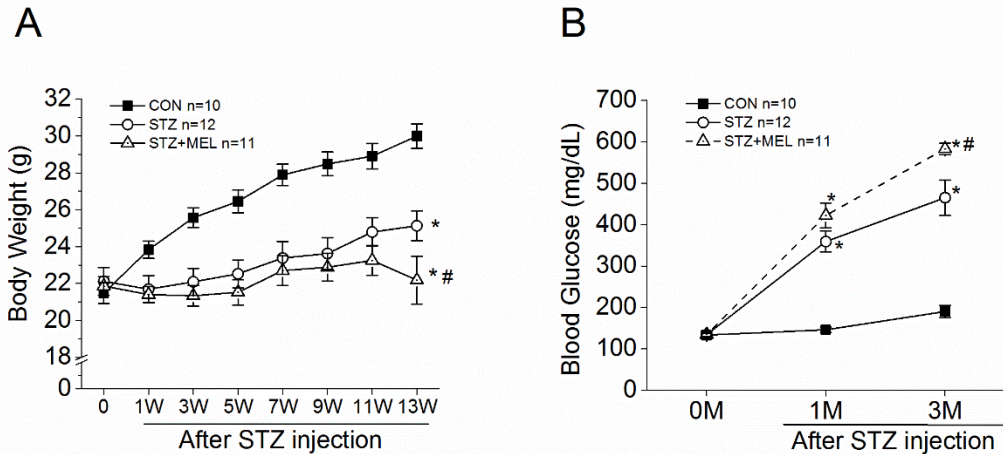 A
Body Weight (g)
32
30
28
26
24
22
20
18
0
CON n=10
STZ n=12
STZ+MEL n=11
*
* #
0 1W 3W 5W 7W 9W 11W 13W
After STZ injection
B
Blood Glucose (mg/dL)
700
600
500
400
300
200
100
0
CON n=10
STZ n=12
STZ+MEL n=11
*
*
* #
*
0M 1M 3M
After STZ injection